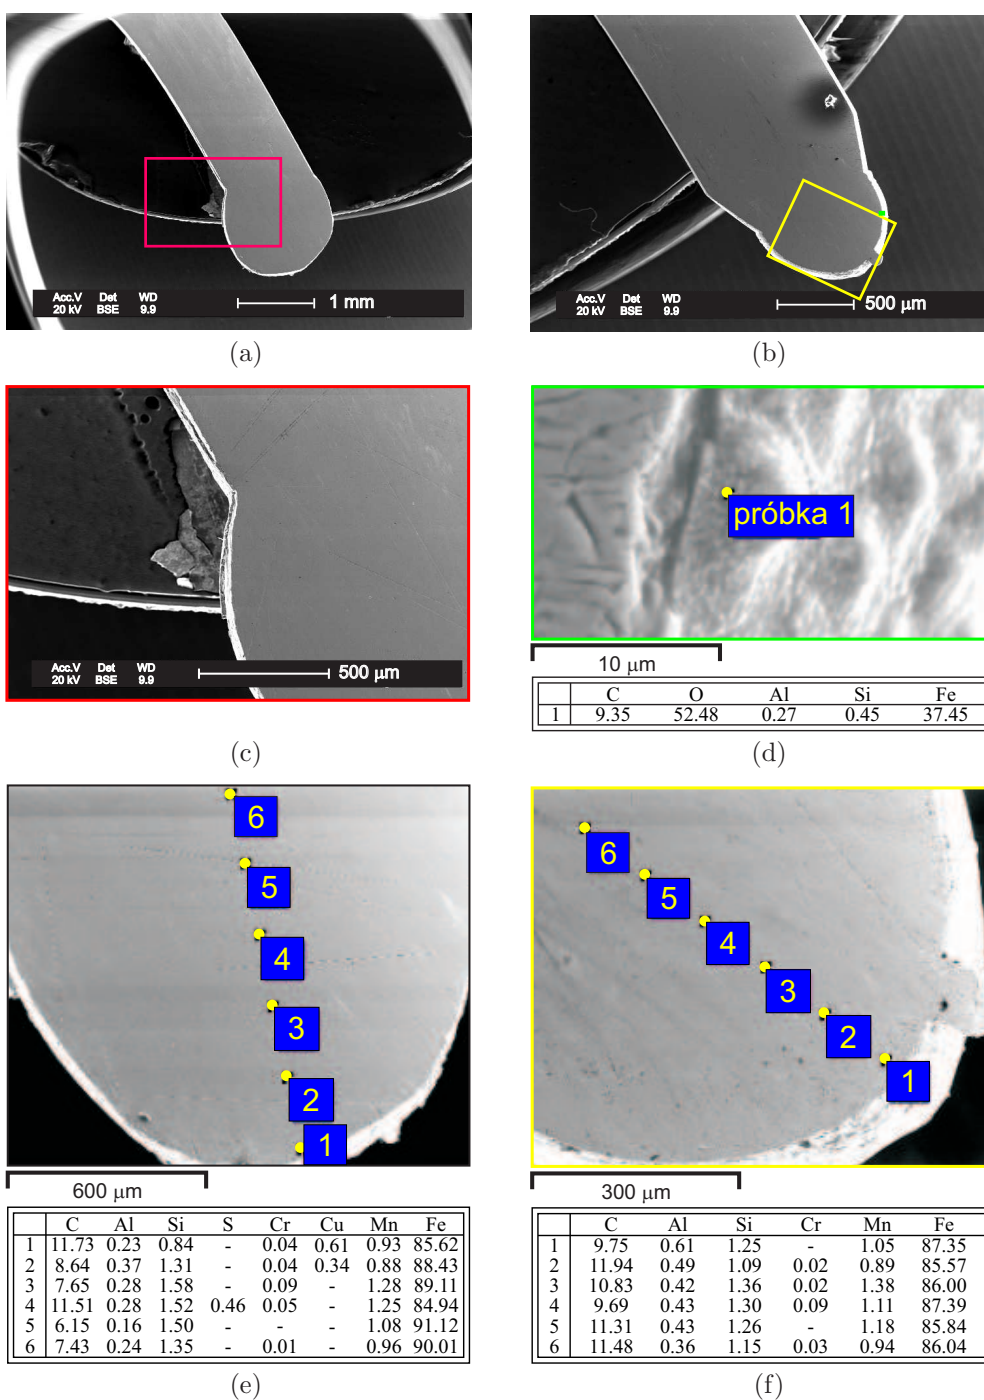 Acc.V Det WD
20 kV BSE 9.9
1 mm
(a)
Acc.V Det WD
20 kV BSE 9.9
500 μm
(b)
Acc.V Det WD
20 kV BSE 9.9
500 μm
(c)
próbka 1
10 μm
C O Al Si Fe
1 9.35 52.48 0.27 0.45 37.45
(d)
6
5
4
3
2
1
600 μm
C Al Si S Cr Cu Mn Fe
1 11.73 0.23 0.84 - 0.04 0.61 0.93 85.62
2 8.64 0.37 1.31 - 0.04 0.34 0.88 88.43
3 7.65 0.28 1.58 - 0.09 - 1.28 89.11
4 11.51 0.28 1.52 0.46 0.05 - 1.25 84.94
5 6.15 0.16 1.50 - - - 1.08 91.12
6 7.43 0.24 1.35 - 0.01 - 0.96 90.01
(e)
6
5
4
3
2
1
300 μm
C Al Si Cr Mn Fe
1 9.75 0.61 1.25 - 1.05 87.35
2 11.94 0.49 1.09 0.02 0.89 85.57
3 10.83 0.42 1.36 0.02 1.38 86.00
4 9.69 0.43 1.30 0.09 1.11 87.39
5 11.31 0.43 1.26 - 1.18 85.84
6 11.48 0.36 1.15 0.03 0.94 86.04
(f)